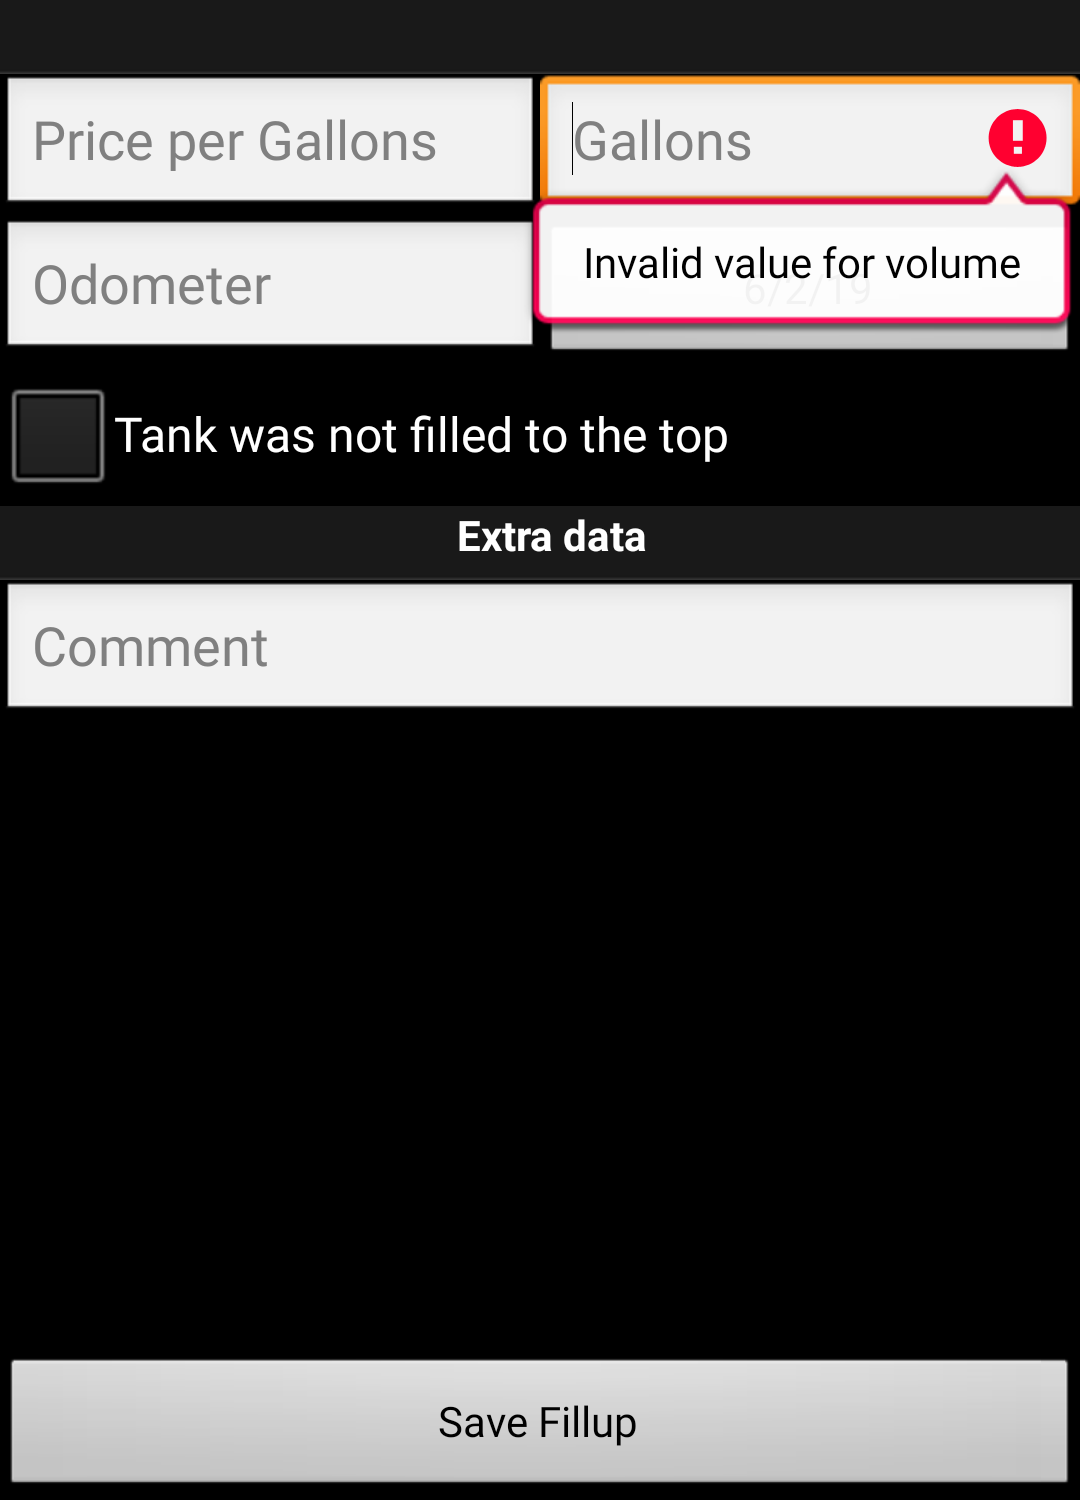 Price per Gallons
Gallons
Odometer
Invalid value for volume
6/2/19
Tank was not filled to the top
Extra data
Comment
Save Fillup